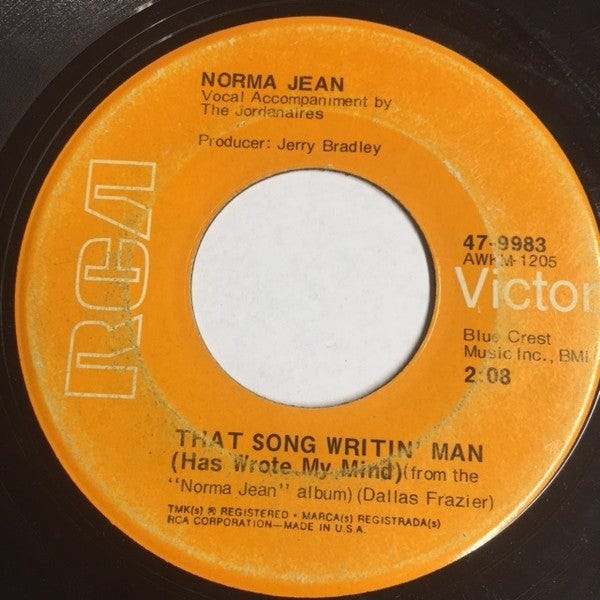 NORMA JEAN
Vocal Accompaniment by
The Jordanaires
Producer: Jerry Bradley
RCA
47-9983
AWKM-1205
Victor
Blue Crest
Music Inc., BMI
2:08
THAT SONG WRITIN' MAN
(Has Wrote My Mind) (from the
"Norma Jean" album) (Dallas Frazier)
TMK(s) ® REGISTERED • MARCA(s) REGISTRADA(s)
RCA CORPORATION—MADE IN U.S.A.